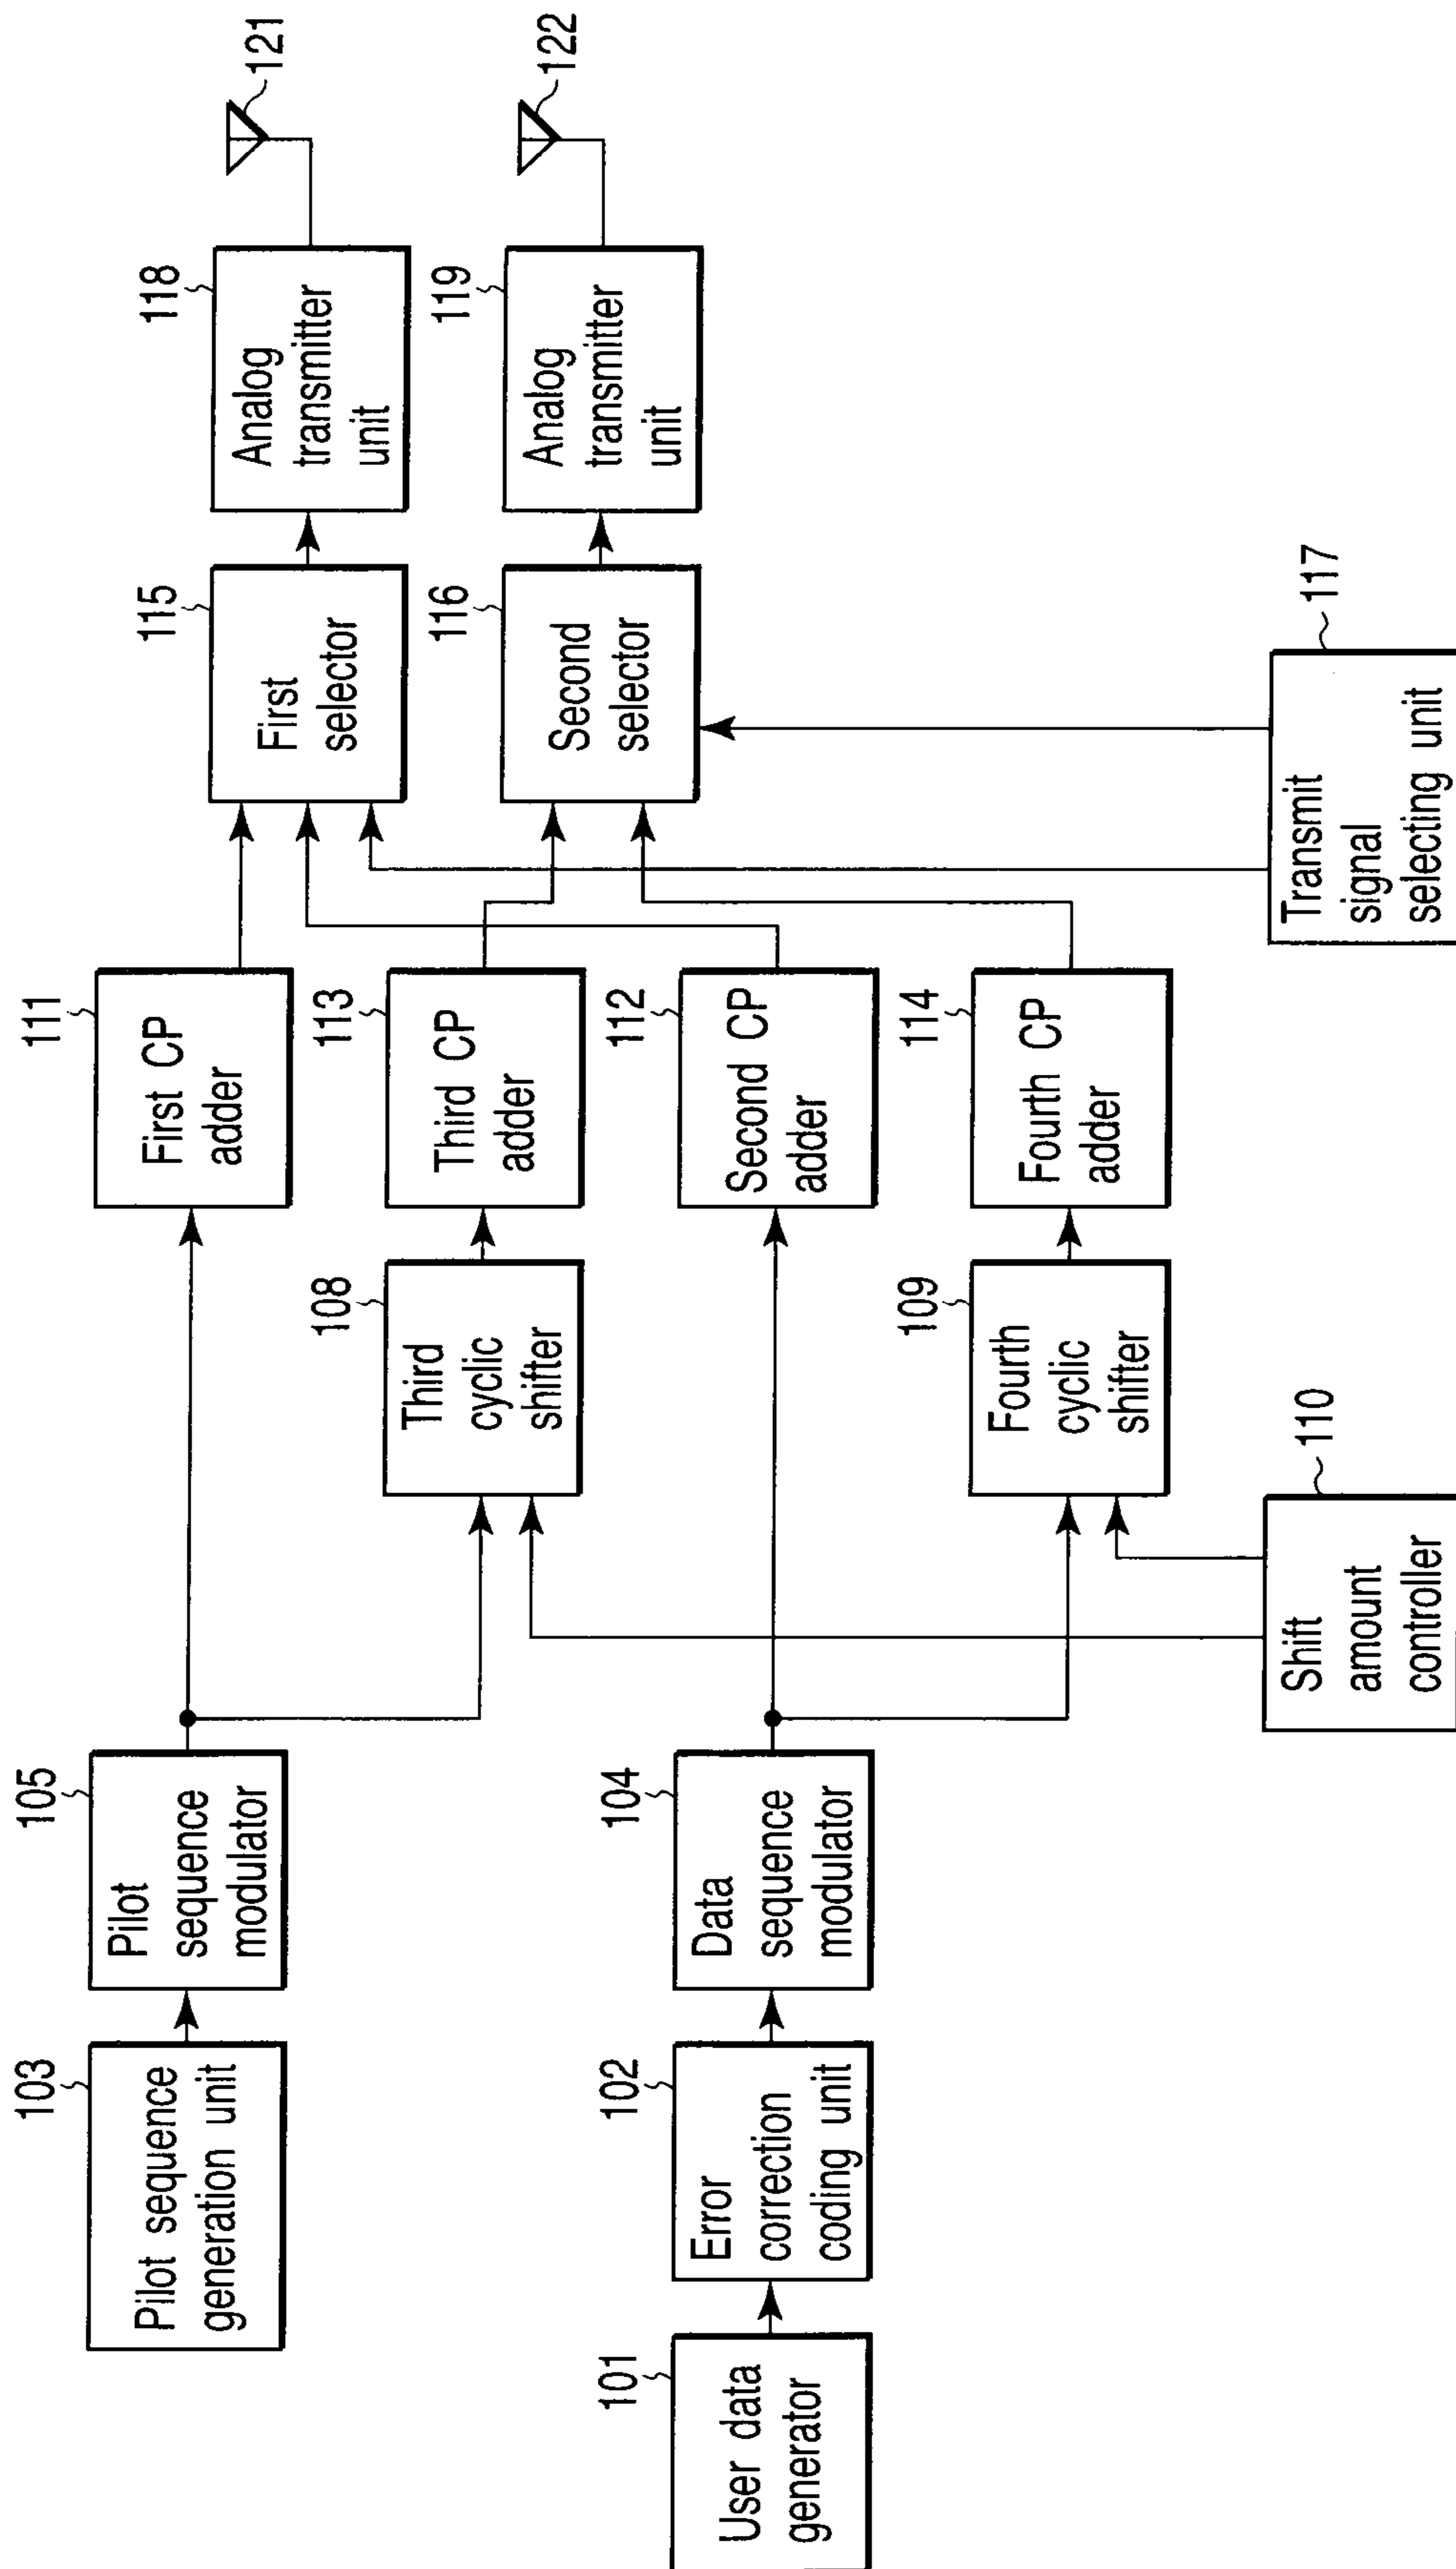 103
Pilot sequence
generation unit
105
Pilot
sequence
modulator
111
First CP
adder
115
First
selector
118
Analog
transmitter
unit
121
108
Third
cyclic
shifter
113
Third CP
adder
116
Second
selector
119
Analog
transmitter
unit
122
101
User data
generator
102
Error
correction
coding unit
104
Data
sequence
modulator
112
Second CP
adder
109
Fourth
cyclic
shifter
114
Fourth CP
adder
110
Shift
amount
controller
117
Transmit
signal
selecting unit